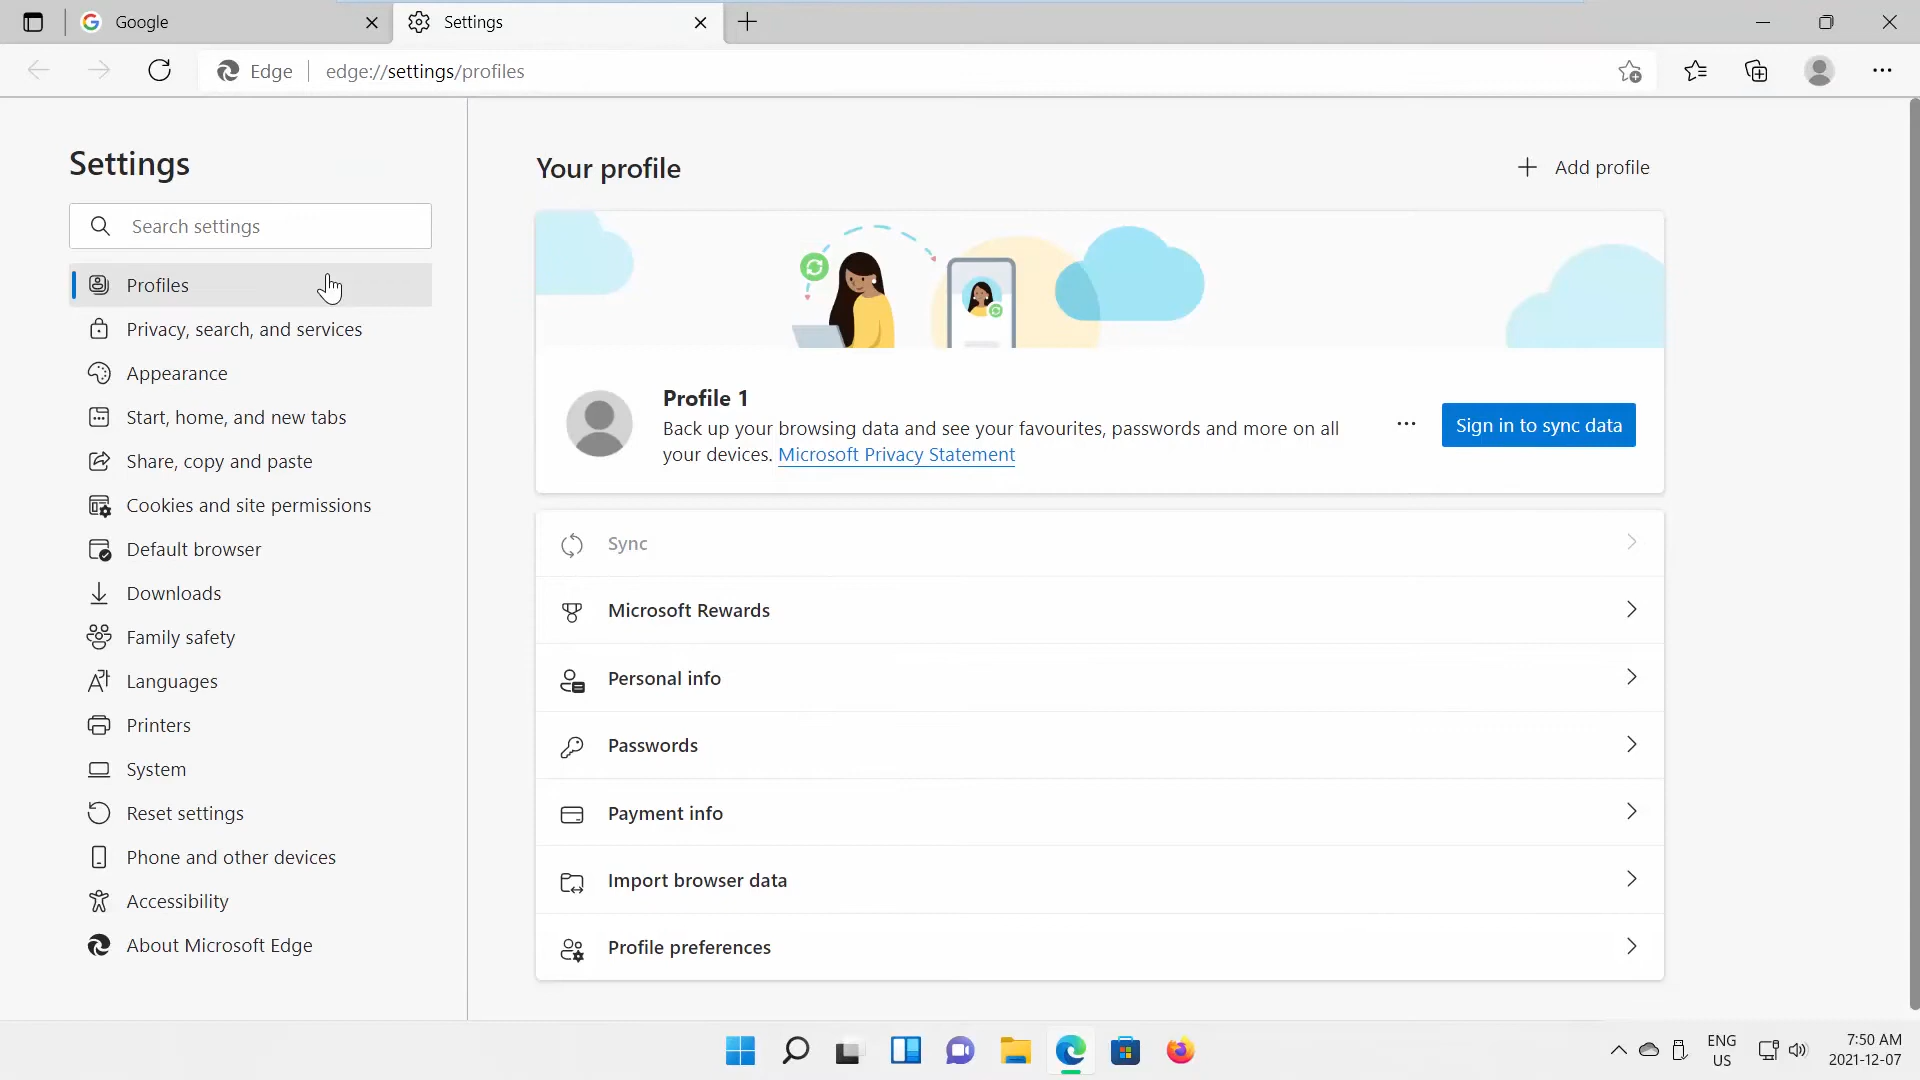 Google
Settings
Edge
edge://settings/profiles
Settings
Search settings
Profiles
Privacy, search, and services
Appearance
Start, home, and new tabs
Share, copy and paste
Cookies and site permissions
Default browser
Downloads
Family safety
Languages
Printers
System
Reset settings
Phone and other devices
Accessibility
About Microsoft Edge
Your profile
Add profile
Profile 1
Back up your browsing data and see your favourites, passwords and more on all
your devices. Microsoft Privacy Statement
Sign in to sync data
Sync
Microsoft Rewards
Personal info
Passwords
Payment info
Import browser data
Profile preferences
ENG
US
7:50 AM
2021-12-07